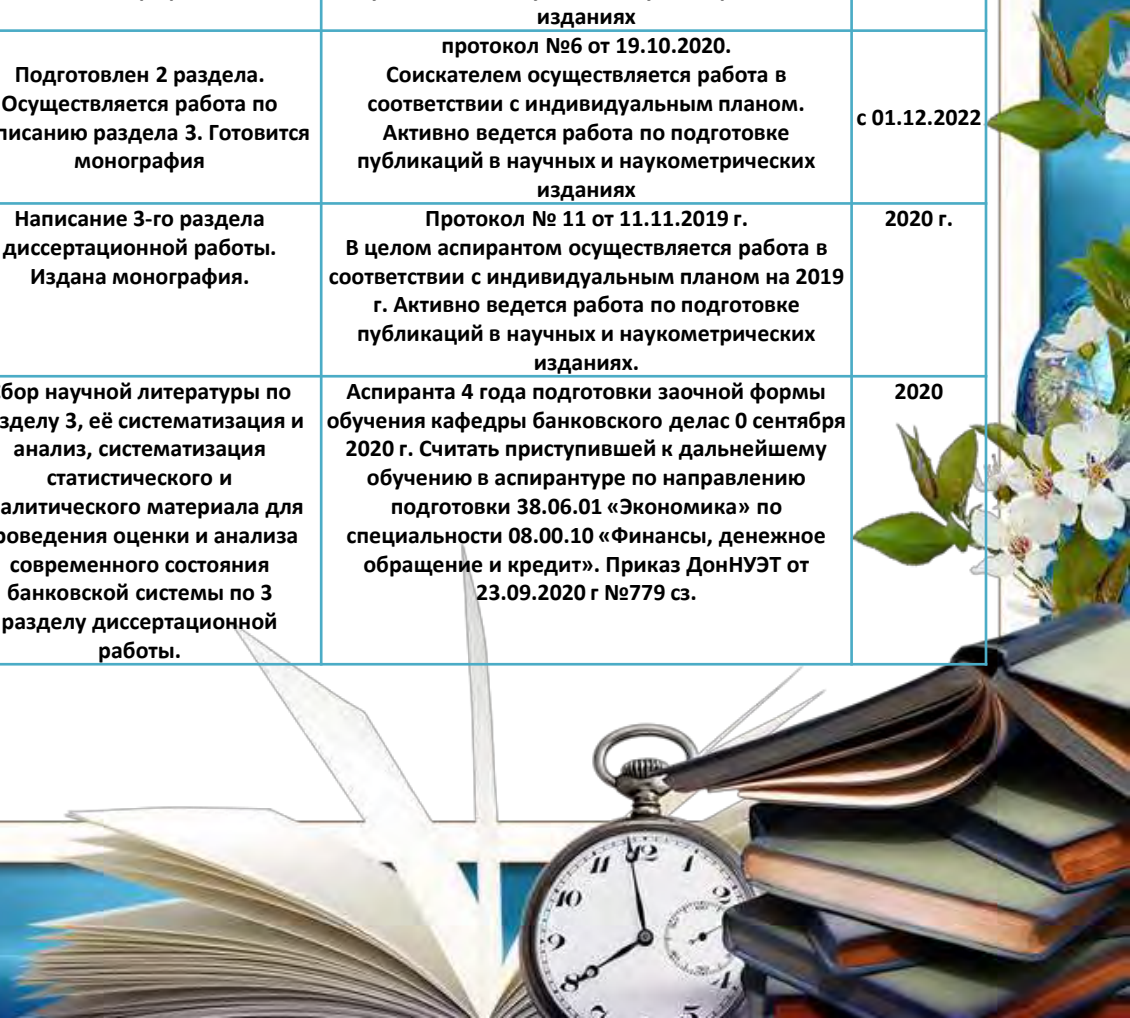 изданиях
Подготовлен 2 раздела.
Осуществляется работа по
писанию раздела 3. Готовится
монография
протокол №6 от 19.10.2020.
Соискателем осуществляется работа в
соответствии с индивидуальным планом.
Активно ведется работа по подготовке
публикаций в научных и наукометрических
изданиях
с 01.12.2022
Написание 3-го раздела
диссертационной работы.
Издана монография.
Протокол № 11 от 11.11.2019 г.
В целом аспирантом осуществляется работа в
соответствии с индивидуальным планом на 2019
г. Активно ведется работа по подготовке
публикаций в научных и наукометрических
изданиях.
2020 г.
бор научной литературы по
зделу 3, её систематизация и
анализ, систематизация
статистического и
алитического материала для
роведения оценки и анализа
современного состояния
банковской системы по 3
разделу диссертационной
работы.
Аспиранта 4 года подготовки заочной формы
обучения кафедры банковского делас 0 сентября
2020 г. Считать приступившей к дальнейшему
обучению в аспирантуре по направлению
подготовки 38.06.01 «Экономика» по
специальности 08.00.10 «Финансы, денежное
обращение и кредит». Приказ ДонНУЭТ от
23.09.2020 г №779 сз.
2020
11 12 1
10
9
8